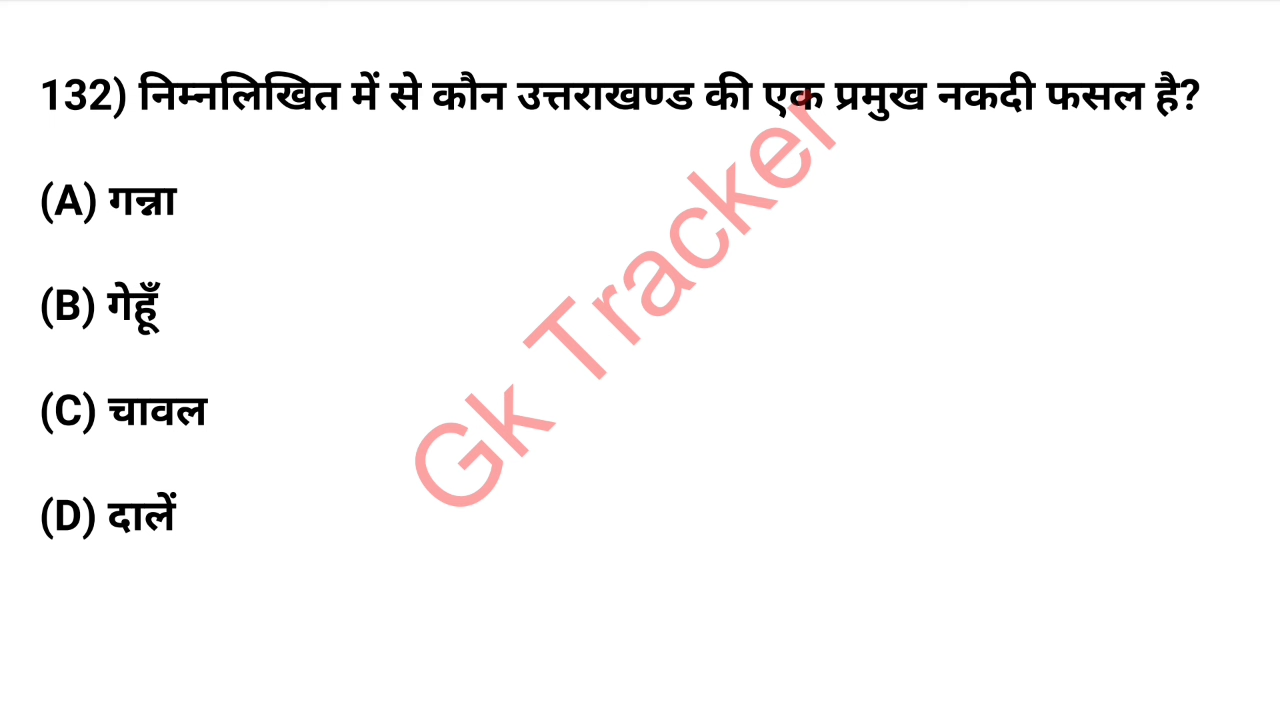 132) निम्नलिखित में से कौन उत्तराखण्ड की एक प्रमुख नकदी फसल है?
(A) गन्ना
(B) गेहूँ
(C) चावल
(D) दालें
Gk Tracker